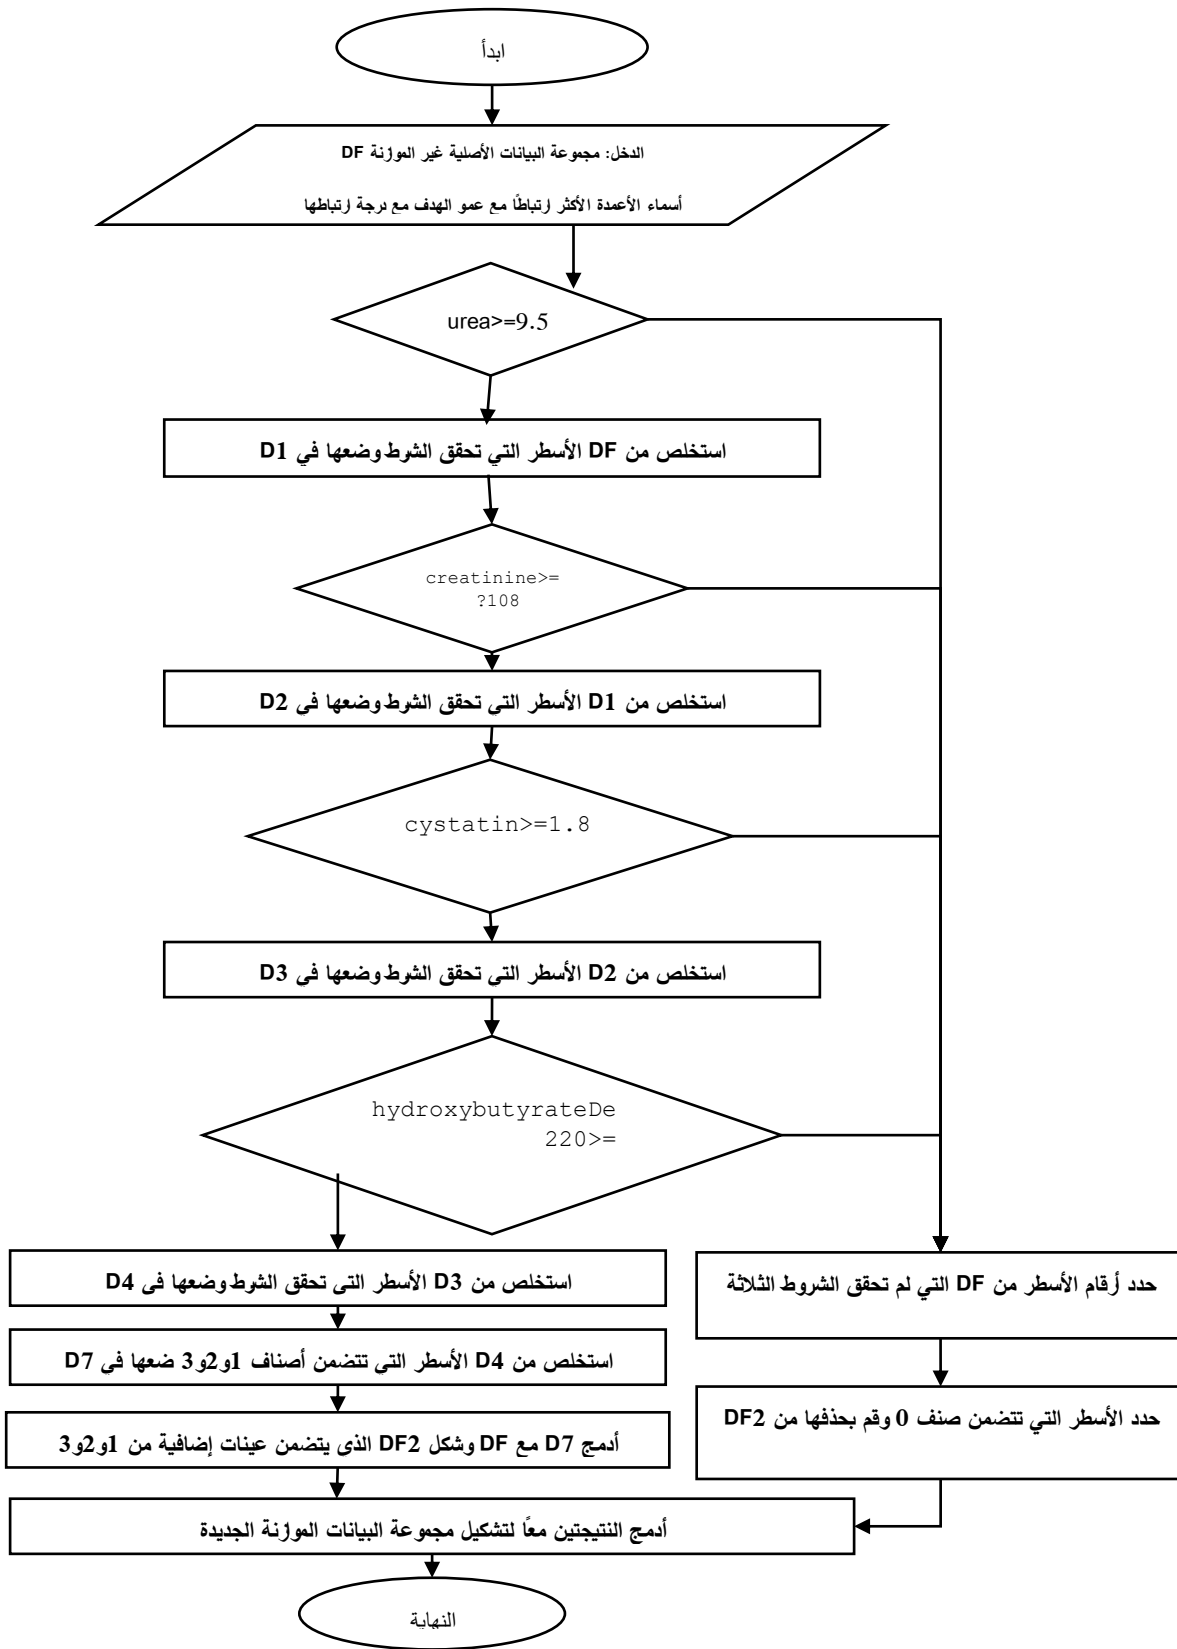 ابدأ
الدخل: مجموعة البيانات الأصلية غير الموازنة DF
أسماء الأعمدة الأكثر ارتباطًا مع عمو الهدف مع درجة ارتباطها
urea>=9.5
استخلص من DF الأسطر التي تحقق الشرط وضعها في D1
creatinine>=
?108
استخلص من D1 الأسطر التي تحقق الشرط وضعها في D2
cystatin>=1.8
استخلص من D2 الأسطر التي تحقق الشرط وضعها في D3
hydroxybutyrateDe
220>=
استخلص من D3 الأسطر التي تحقق الشرط وضعها في D4
حدد أرقام الأسطر من DF التي لم تحقق الشروط الثلاثة
استخلص من D4 الأسطر التي تتضمن أصناف 1و2و3 ضعها في D7
حدد الأسطر التي تتضمن صنف 0 وقم بحذفها من DF2
أدمج D7 مع DF وشكل DF2 الذي يتضمن عينات إضافية من 1و2و3
أدمج النتيجتين معًا لتشكيل مجموعة البيانات الموازنة الجديدة
النهاية